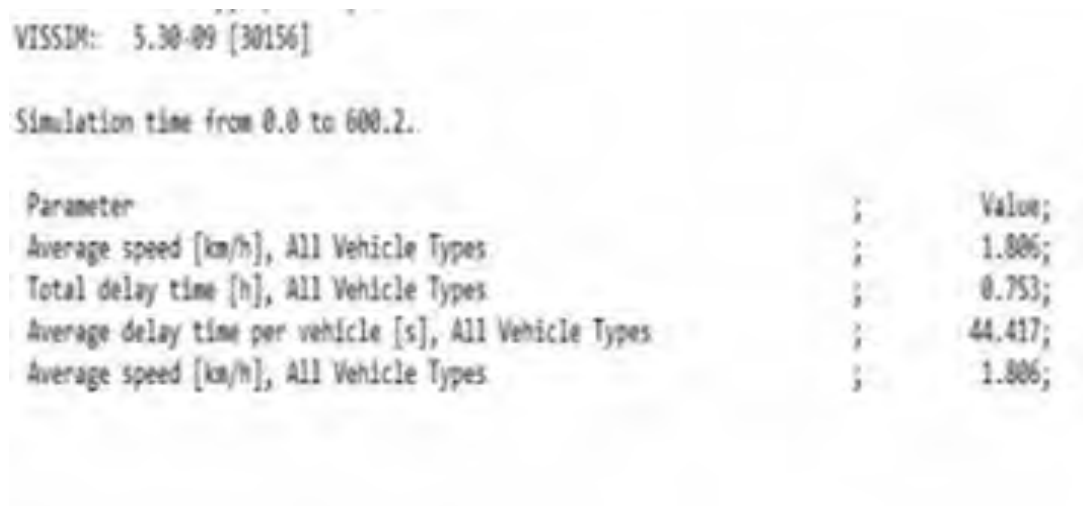 VISSIM: 5.30-09 [30156]
Simulation time from 0.0 to 600.2.
Parameter ; Value;
Average speed [km/h], All Vehicle Types ; 1.806;
Total delay time [h], All Vehicle Types ; 0.753;
Average delay time per vehicle [s], All Vehicle Types ; 44.417;
Average speed [km/h], All Vehicle Types ; 1.806;